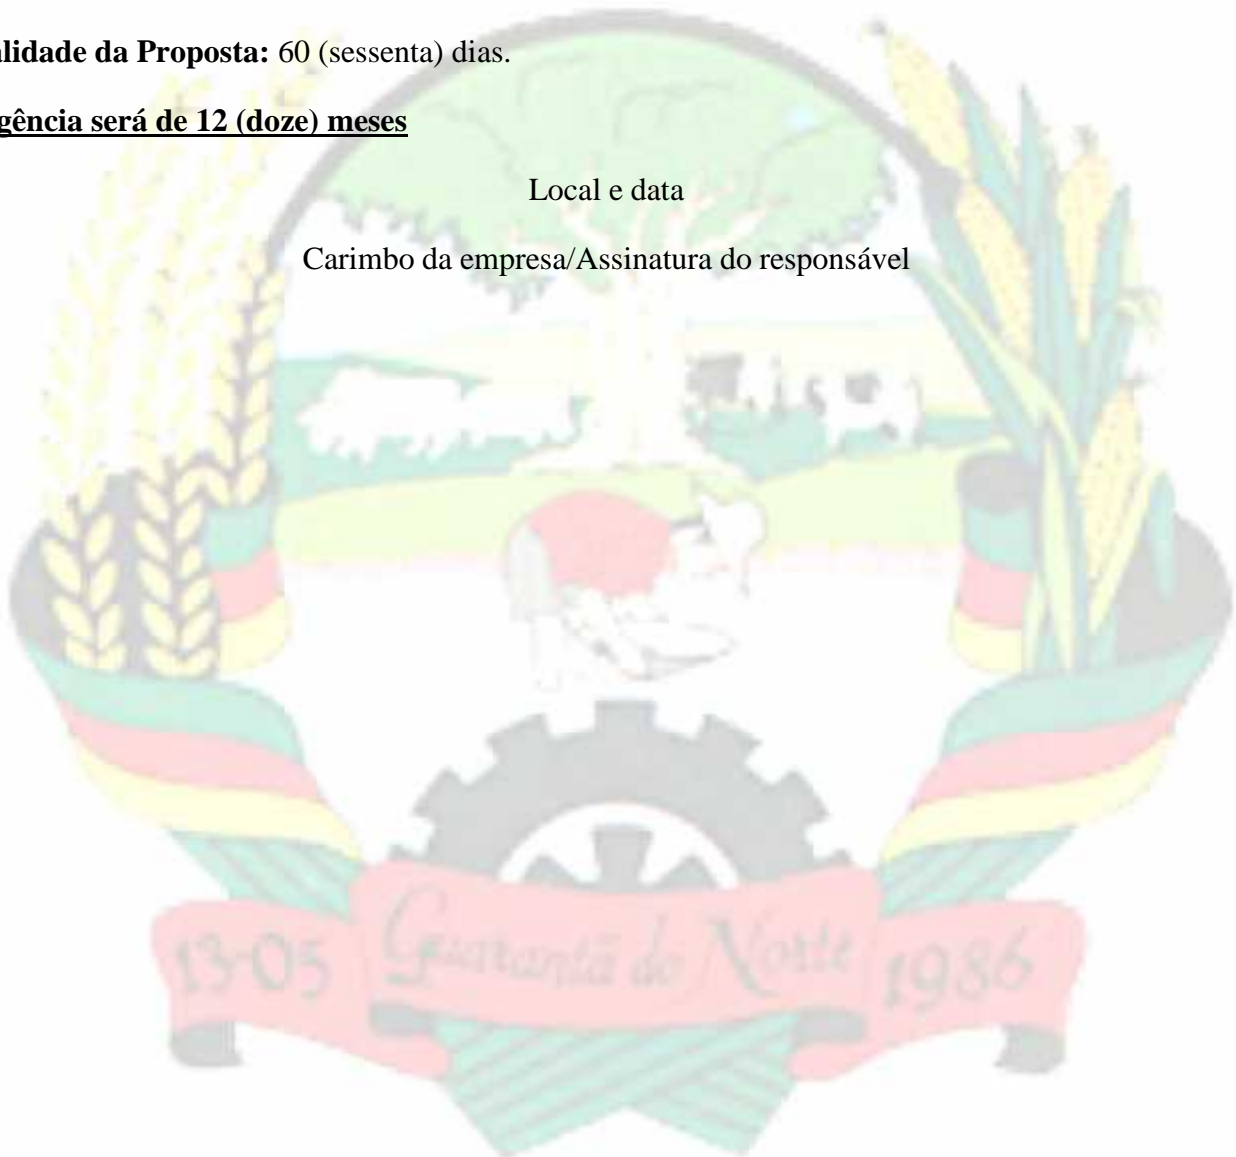 alidade da Proposta: 60 (sessenta) dias.
gência será de 12 (doze) meses
Local e data
Carimbo da empresa/Assinatura do responsável
13-05 Guarantã do Norte 1986